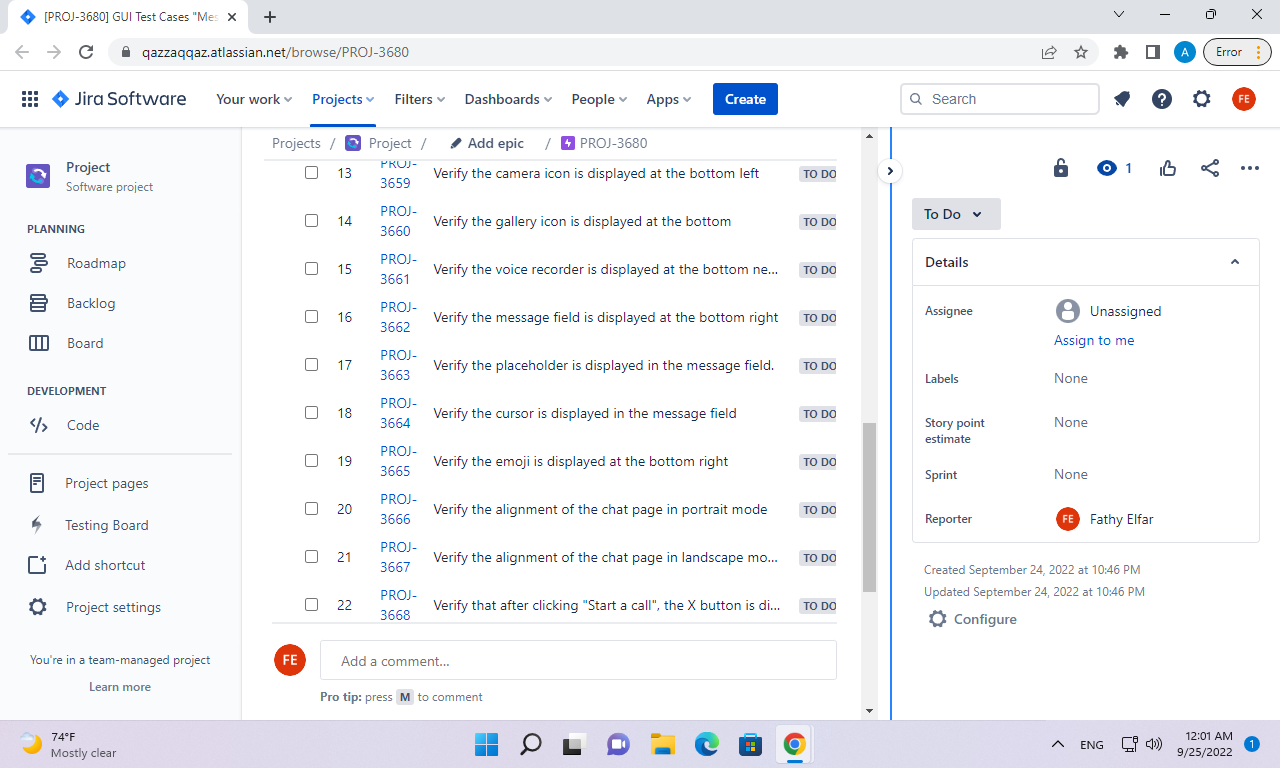 [PROJ-3680] GUI Test Cases "Mes
qazzaqqaz.atlassian.net/browse/PROJ-3680
A
Error
Jira Software
Your work
Projects
Filters
Dashboards
People
Apps
Create
Search
FE
Project
Software project
PLANNING
Roadmap
Backlog
Board
DEVELOPMENT
Code
Project pages
Testing Board
Add shortcut
Project settings
You're in a team-managed project
Learn more
Projects / Project / Add epic / PROJ-3680
13 PROJ-3659 Verify the camera icon is displayed at the bottom left TO DO
14 PROJ-3660 Verify the gallery icon is displayed at the bottom TO DO
15 PROJ-3661 Verify the voice recorder is displayed at the bottom ne... TO DO
16 PROJ-3662 Verify the message field is displayed at the bottom right TO DO
17 PROJ-3663 Verify the placeholder is displayed in the message field. TO DO
18 PROJ-3664 Verify the cursor is displayed in the message field TO DO
19 PROJ-3665 Verify the emoji is displayed at the bottom right TO DO
20 PROJ-3666 Verify the alignment of the chat page in portrait mode TO DO
21 PROJ-3667 Verify the alignment of the chat page in landscape mo... TO DO
22 PROJ-3668 Verify that after clicking "Start a call", the X button is di... TO DO
FE
Add a comment...
Pro tip: press M to comment
1
To Do
Details
Assignee Unassigned
Assign to me
Labels None
Story point estimate None
Sprint None
Reporter FE Fathy Elfar
Created September 24, 2022 at 10:46 PM
Updated September 24, 2022 at 10:46 PM
Configure
74°F
Mostly clear
ENG
12:01 AM
9/25/2022
1